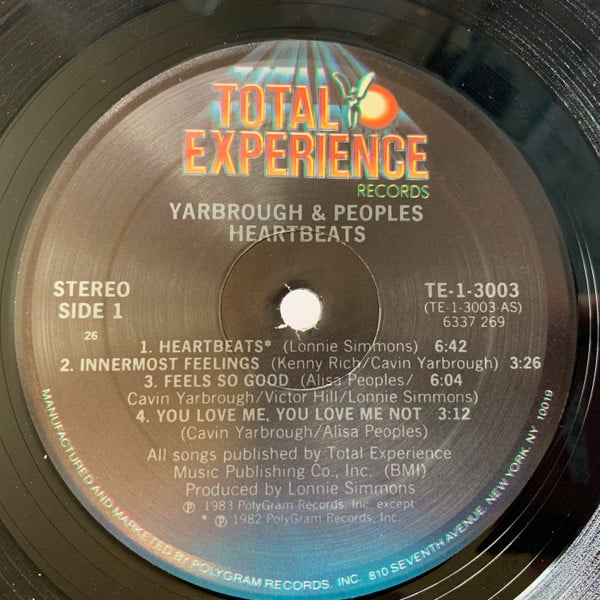 TOTAL
EXPERIENCE
RECORDS
YARBROUGH & PEOPLES
HEARTBEATS
STEREO
SIDE 1
26
TE-1-3003
(TE-1-3003-AS)
6337 269
1. HEARTBEATS* (Lonnie Simmons) 6:42
2. INNERMOST FEELINGS (Kenny Rich/Cavin Yarbrough) 3:26
3. FEELS SO GOOD (Alisa Peoples/ 6:04
Cavin Yarbrough/Victor Hill/Lonnie Simmons)
4. YOU LOVE ME, YOU LOVE ME NOT 3:12
(Cavin Yarbrough/Alisa Peoples)
All songs published by Total Experience
Music Publishing Co., Inc. (BMI)
Produced by Lonnie Simmons
℗ 1983 PolyGram Records, Inc. except
* ℗ 1982 PolyGram Records, Inc.
MANUFACTURED AND MARKETED BY POLYGRAM RECORDS, INC. 810 SEVENTH AVENUE, NEW YORK, NY 10019